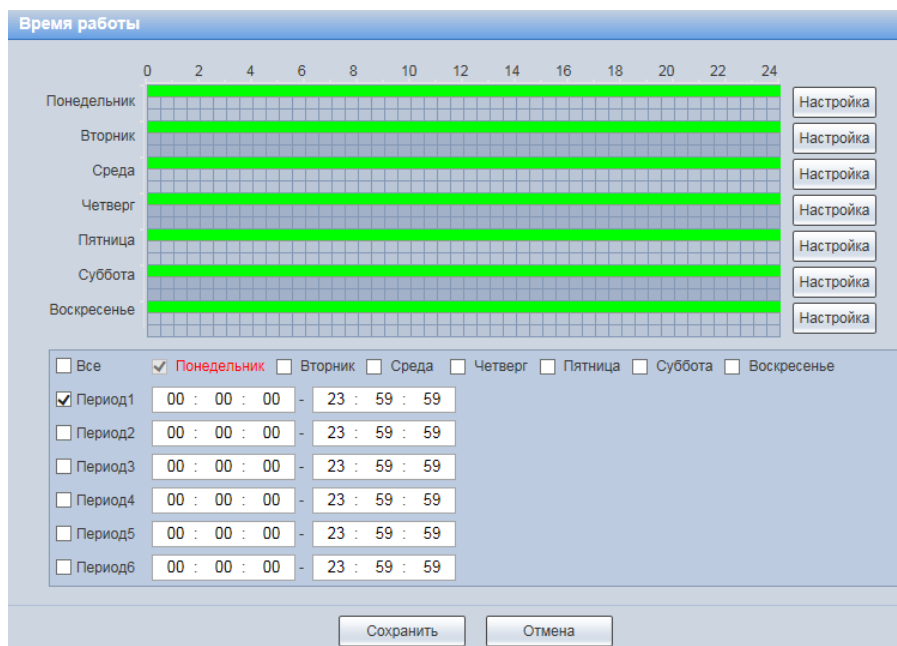 Время работы
0 2 4 6 8 10 12 14 16 18 20 22 24
Понедельник Настройка
Вторник Настройка
Среда Настройка
Четверг Настройка
Пятница Настройка
Суббота Настройка
Воскресенье Настройка
Все Понедельник Вторник Среда Четверг Пятница Суббота Воскресенье
Период1 00 : 00 : 00 - 23 : 59 : 59
Период2 00 : 00 : 00 - 23 : 59 : 59
Период3 00 : 00 : 00 - 23 : 59 : 59
Период4 00 : 00 : 00 - 23 : 59 : 59
Период5 00 : 00 : 00 - 23 : 59 : 59
Период6 00 : 00 : 00 - 23 : 59 : 59
Сохранить Отмена